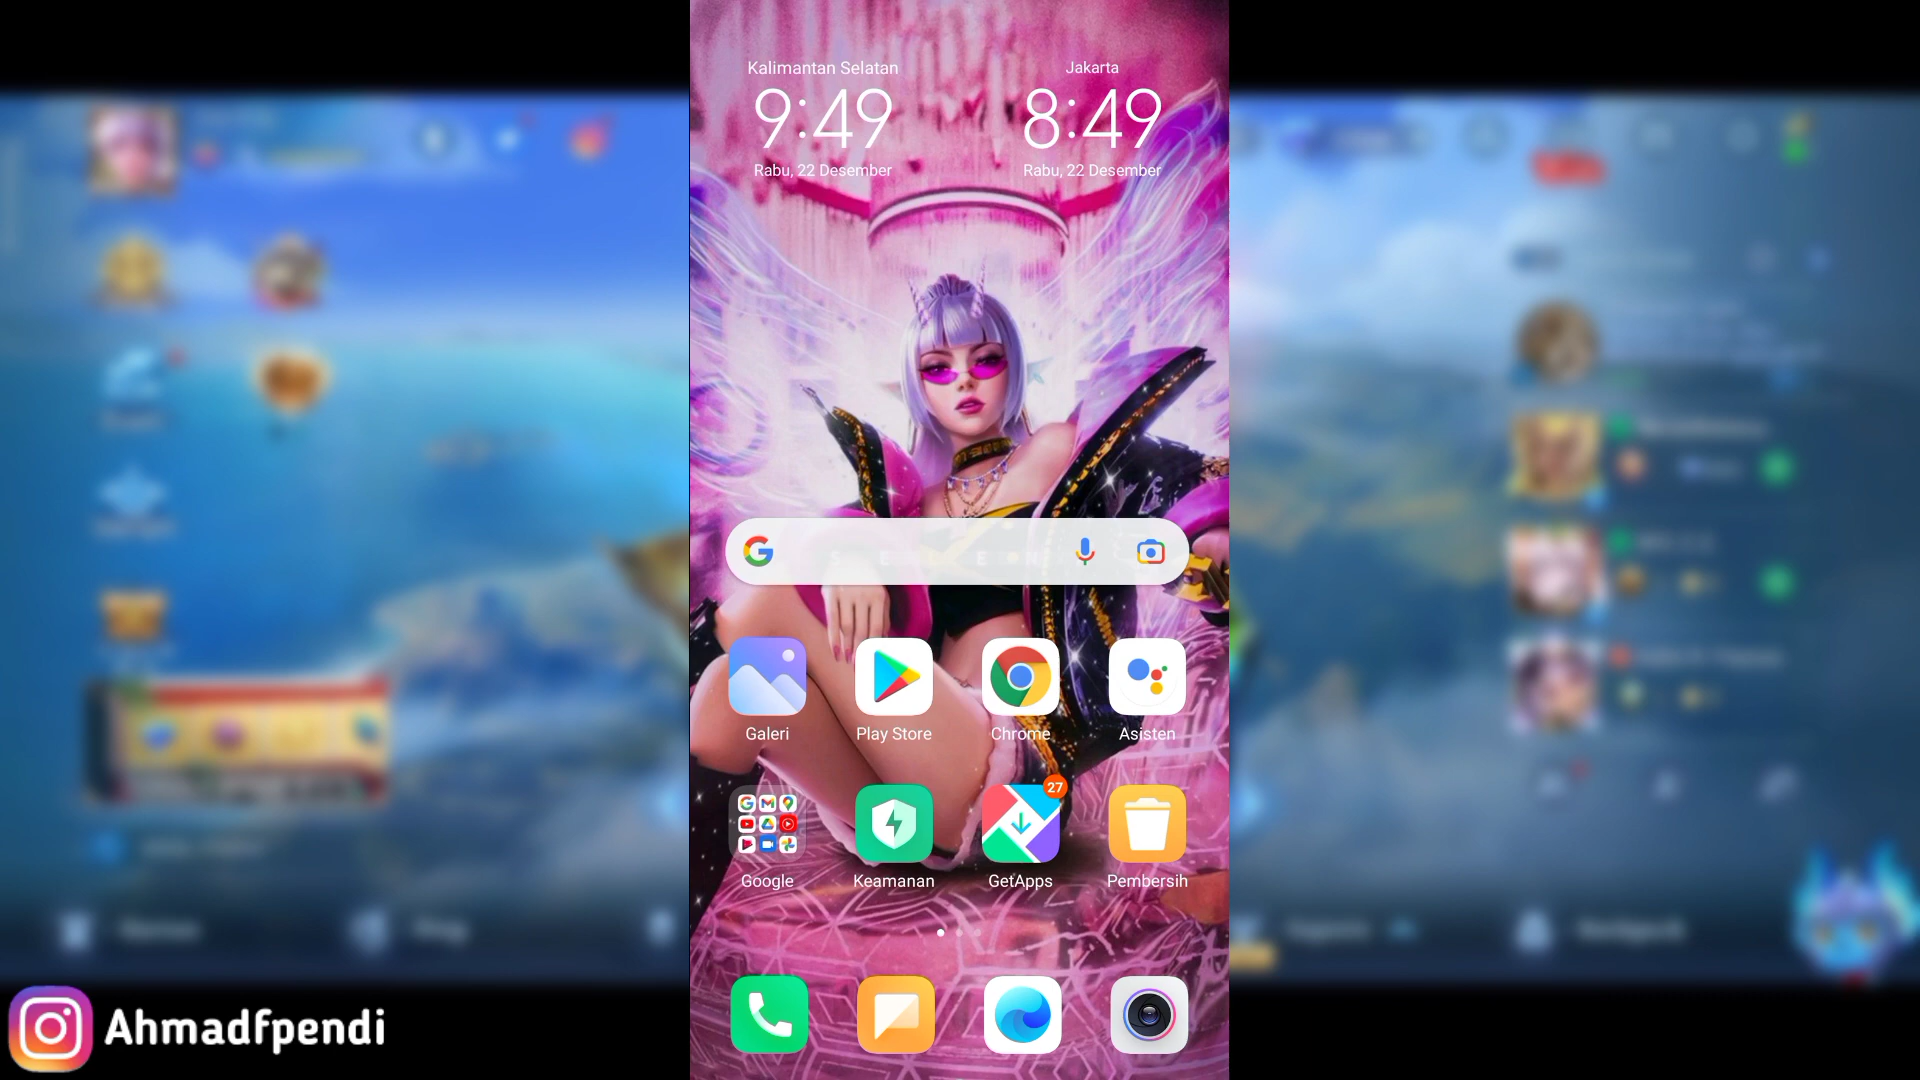 Kalimantan Selatan
9:49
Rabu, 22 Desember
Jakarta
8:49
Rabu, 22 Desember
S E L E N
Galeri
Play Store
Chrome
Asisten
27
Google
Keamanan
GetApps
Pembersih
Ahmadfpendi